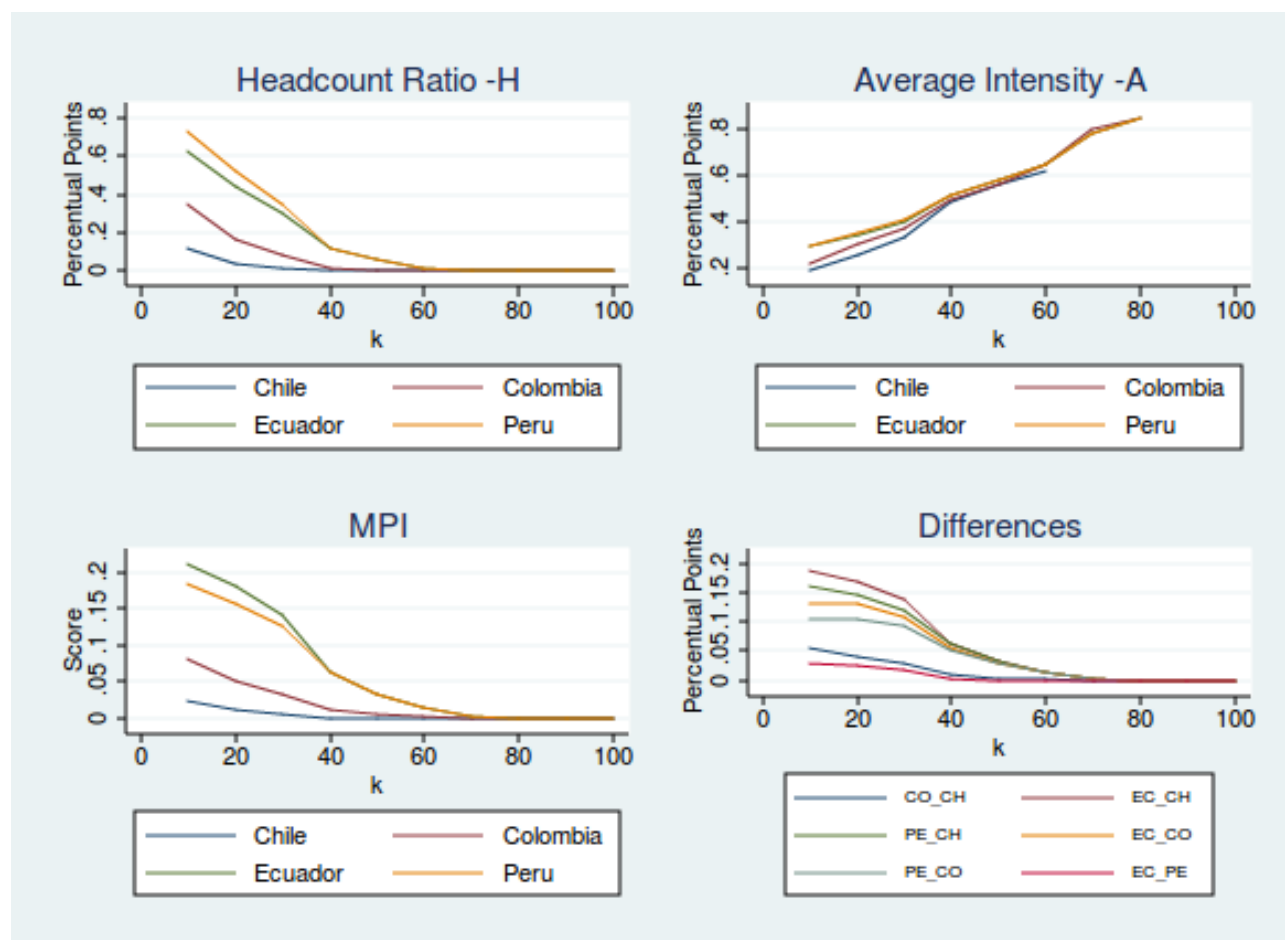 Headcount Ratio -H
Percentual Points
.8
.6
.4
.2
0
0 20 40 60 80 100
k
Chile Colombia
Ecuador Peru
Average Intensity -A
Percentual Points
.8
.6
.4
.2
0 20 40 60 80 100
k
Chile Colombia
Ecuador Peru
MPI
Score
.2
.15
.1
.05
0
0 20 40 60 80 100
k
Chile Colombia
Ecuador Peru
Differences
Percentual Points
.2
.15
.1
.05
0
0 20 40 60 80 100
k
CO_CH EC_CH
PE_CH EC_CO
PE_CO EC_PE